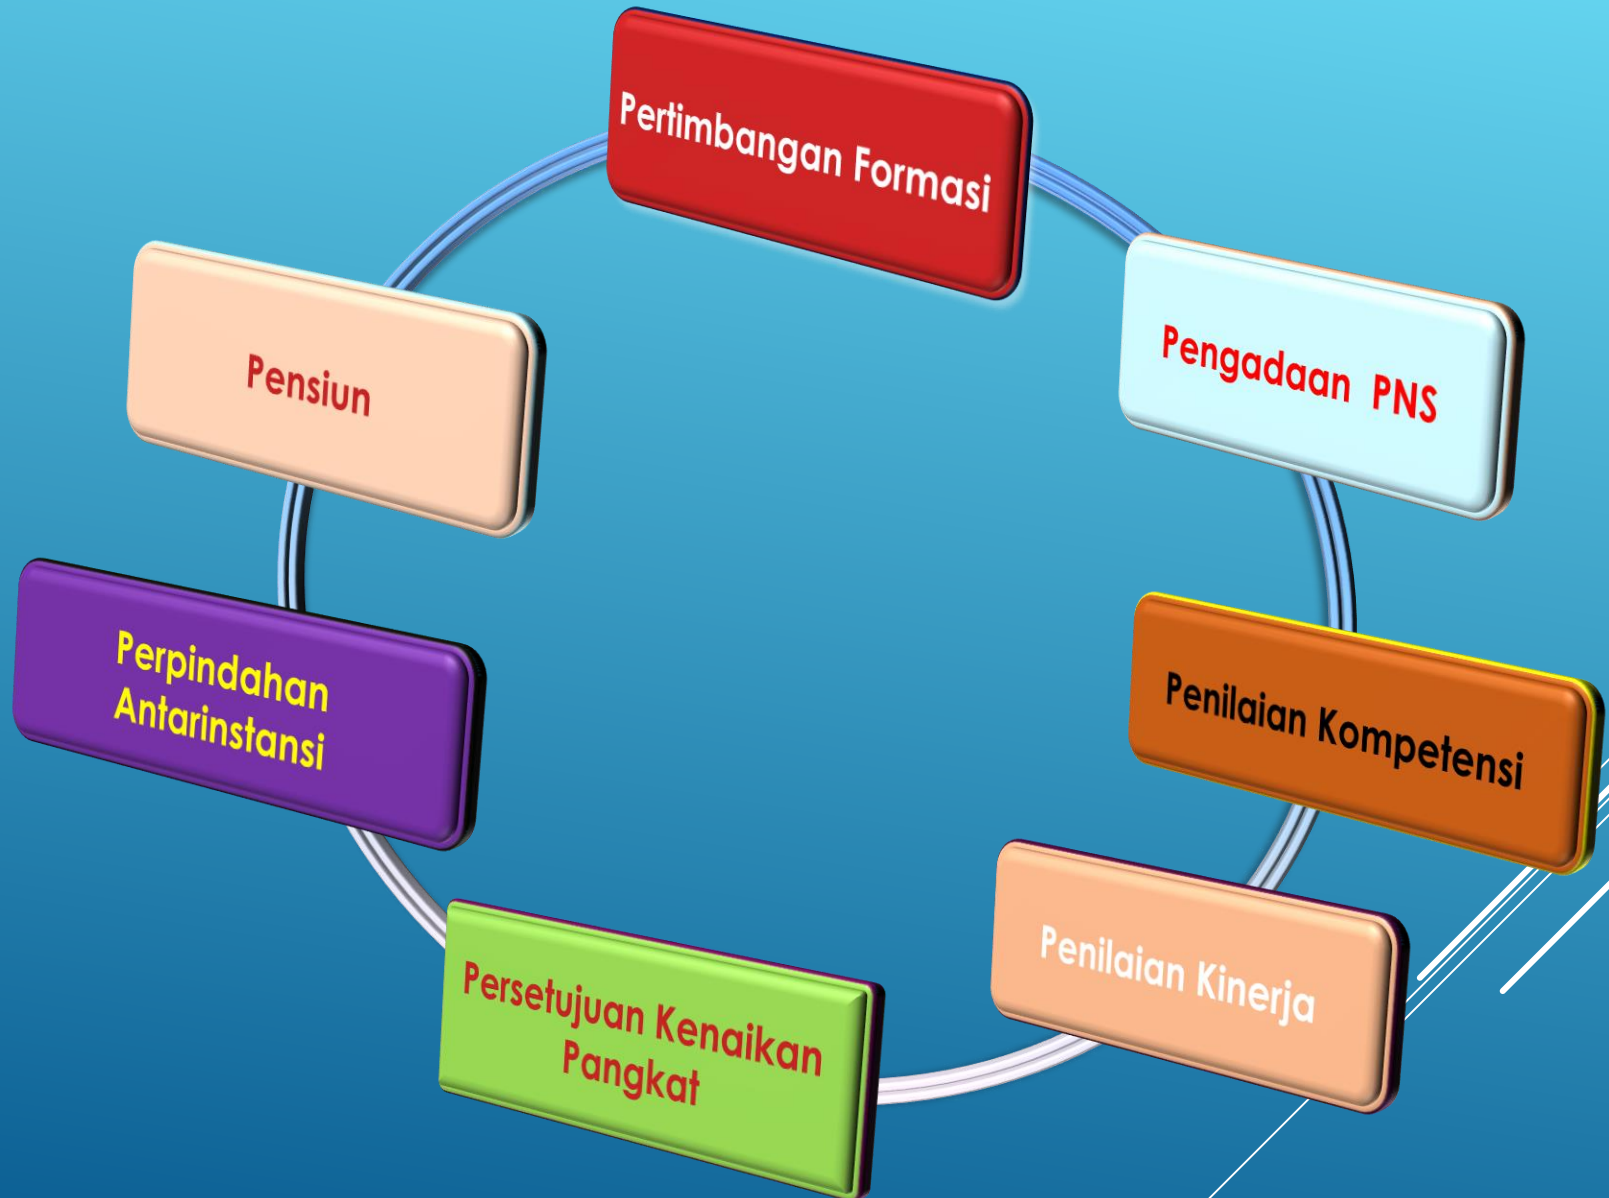 Pertimbangan Formasi
Pengadaan PNS
Penilaian Kompetensi
Penilaian Kinerja
Persetujuan Kenaikan
Pangkat
Perpindahan
Antarinstansi
Pensiun